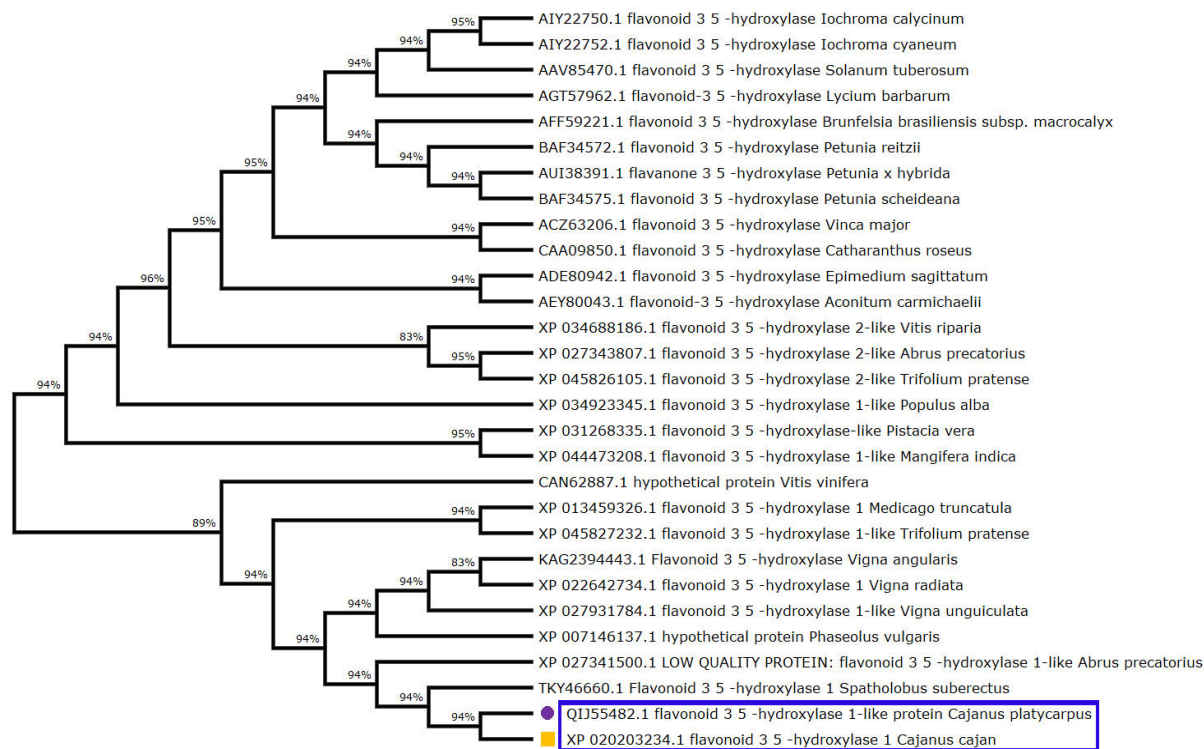 95%
AIY22750.1 flavonoid 3 5 -hydroxylase Iochroma calycinum
94%
AIY22752.1 flavonoid 3 5 -hydroxylase Iochroma cyaneum
94%
AAV85470.1 flavonoid 3 5 -hydroxylase Solanum tuberosum
94%
AGT57962.1 flavonoid-3 5 -hydroxylase Lycium barbarum
94%
AFF59221.1 flavonoid 3 5 -hydroxylase Brunfelsia brasiliensis subsp. macrocalyx
95%
94%
BAF34572.1 flavonoid 3 5 -hydroxylase Petunia reitzii
94%
AUI38391.1 flavanone 3 5 -hydroxylase Petunia x hybrida
BAF34575.1 flavonoid 3 5 -hydroxylase Petunia scheideana
95%
94%
ACZ63206.1 flavonoid 3 5 -hydroxylase Vinca major
CAA09850.1 flavonoid 3 5 -hydroxylase Catharanthus roseus
96%
94%
ADE80942.1 flavonoid 3 5 -hydroxylase Epimedium sagittatum
AEY80043.1 flavonoid-3 5 -hydroxylase Aconitum carmichaelii
94%
83%
XP 034688186.1 flavonoid 3 5 -hydroxylase 2-like Vitis riparia
95%
XP 027343807.1 flavonoid 3 5 -hydroxylase 2-like Abrus precatorius
XP 045826105.1 flavonoid 3 5 -hydroxylase 2-like Trifolium pratense
94%
XP 034923345.1 flavonoid 3 5 -hydroxylase 1-like Populus alba
95%
XP 031268335.1 flavonoid 3 5 -hydroxylase-like Pistacia vera
XP 044473208.1 flavonoid 3 5 -hydroxylase 1-like Mangifera indica
CAN62887.1 hypothetical protein Vitis vinifera
89%
94%
XP 013459326.1 flavonoid 3 5 -hydroxylase 1 Medicago truncatula
XP 045827232.1 flavonoid 3 5 -hydroxylase 1-like Trifolium pratense
94%
83%
KAG2394443.1 Flavonoid 3 5 -hydroxylase Vigna angularis
94%
XP 022642734.1 flavonoid 3 5 -hydroxylase 1 Vigna radiata
94%
XP 027931784.1 flavonoid 3 5 -hydroxylase 1-like Vigna unguiculata
94%
XP 007146137.1 hypothetical protein Phaseolus vulgaris
94%
XP 027341500.1 LOW QUALITY PROTEIN: flavonoid 3 5 -hydroxylase 1-like Abrus precatorius
94%
TKY46660.1 Flavonoid 3 5 -hydroxylase 1 Spatholobus suberectus
94%
QIJ55482.1 flavonoid 3 5 -hydroxylase 1-like protein Cajanus platycarpus
XP 020203234.1 flavonoid 3 5 -hydroxylase 1 Cajanus cajan